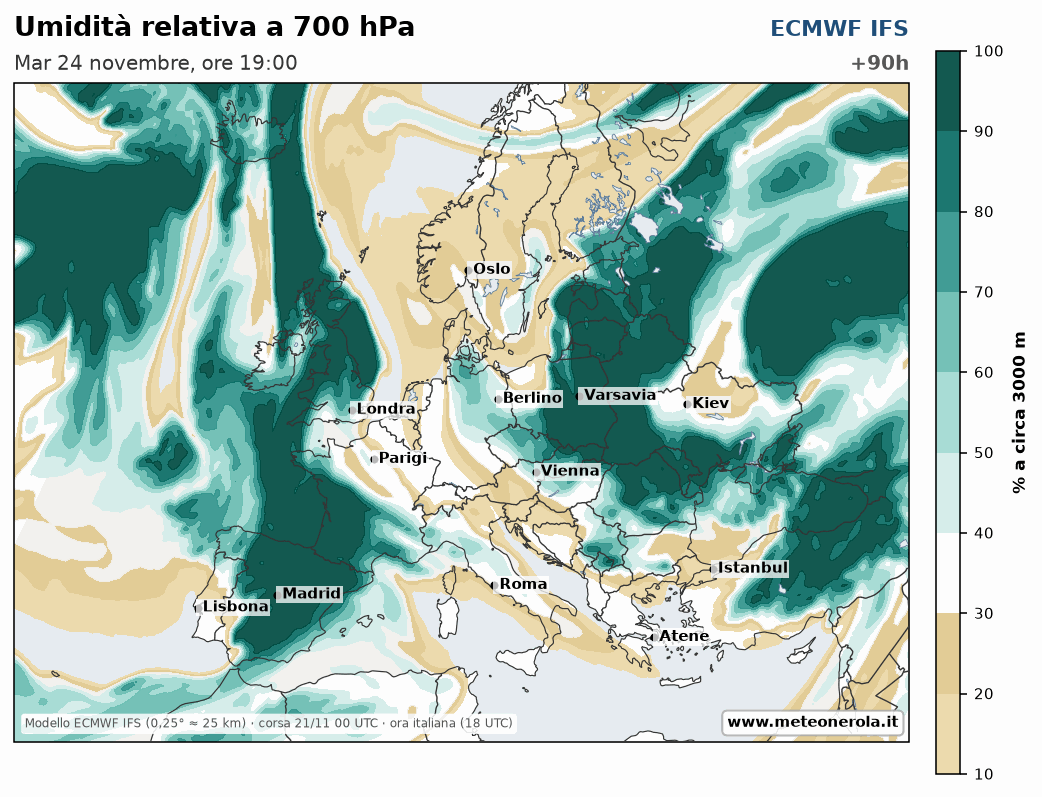 Umidità relativa a 700 hPa
ECMWF IFS
Mar 24 novembre, ore 19:00
+90h
Oslo
Berlino
Varsavia
Kiev
Londra
Parigi
Vienna
Istanbul
Roma
Madrid
Lisbona
Atene
Modello ECMWF IFS (0,25° ≈ 25 km) · corsa 21/11 00 UTC · ora italiana (18 UTC)
www.meteonerola.it
100
90
80
70
60
50
40
30
20
10
% a circa 3000 m